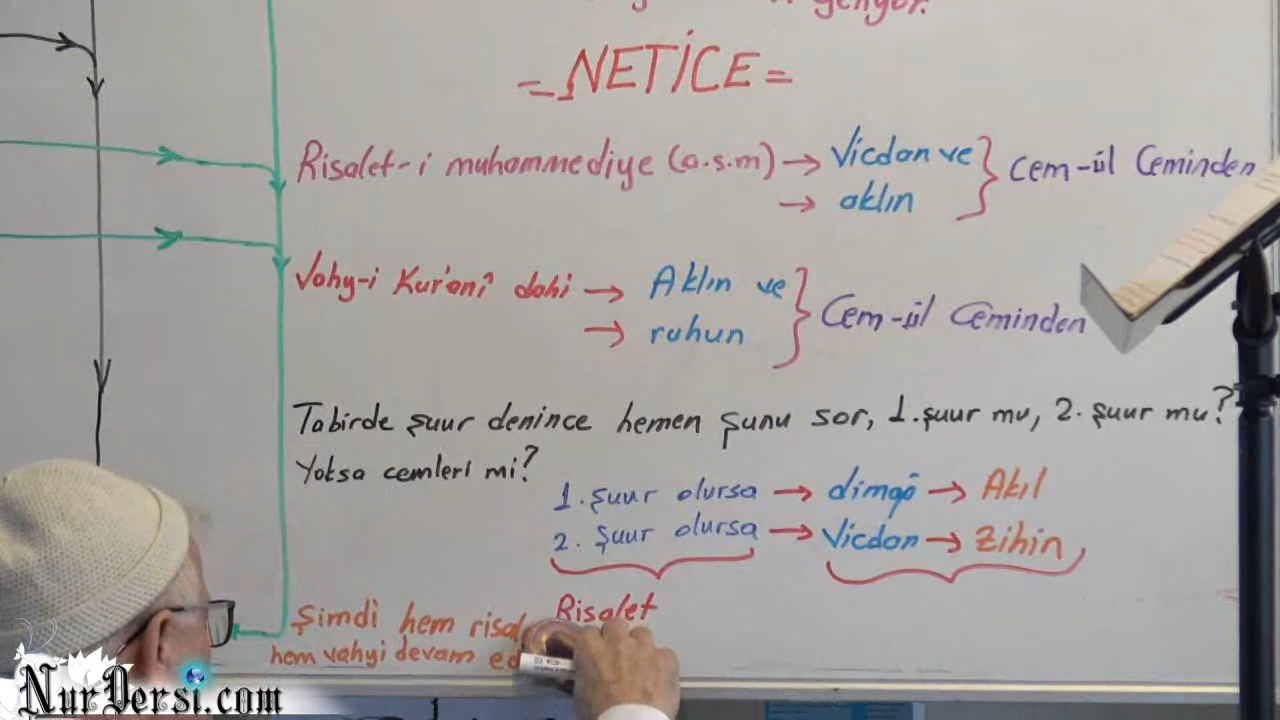 geliyor.
= NETİCE =
Risalet-i muhammediye (a.s.m) → Vicdan ve
→ aklın
Cem-ül Ceminden
Vahy-i Kur'anî dahi → Aklın ve
→ ruhun
Cem-ül Ceminden
Tabirde şuur denince hemen şunu sor, 1.şuur mu, 2. şuur mu?
Yoksa cemleri mi?
1. şuur olursa → dimağ → Akıl
2. şuur olursa → Vicdan → Zihin
Risalet
Şimdi hem
hem vahyi devam
NurDersi.com